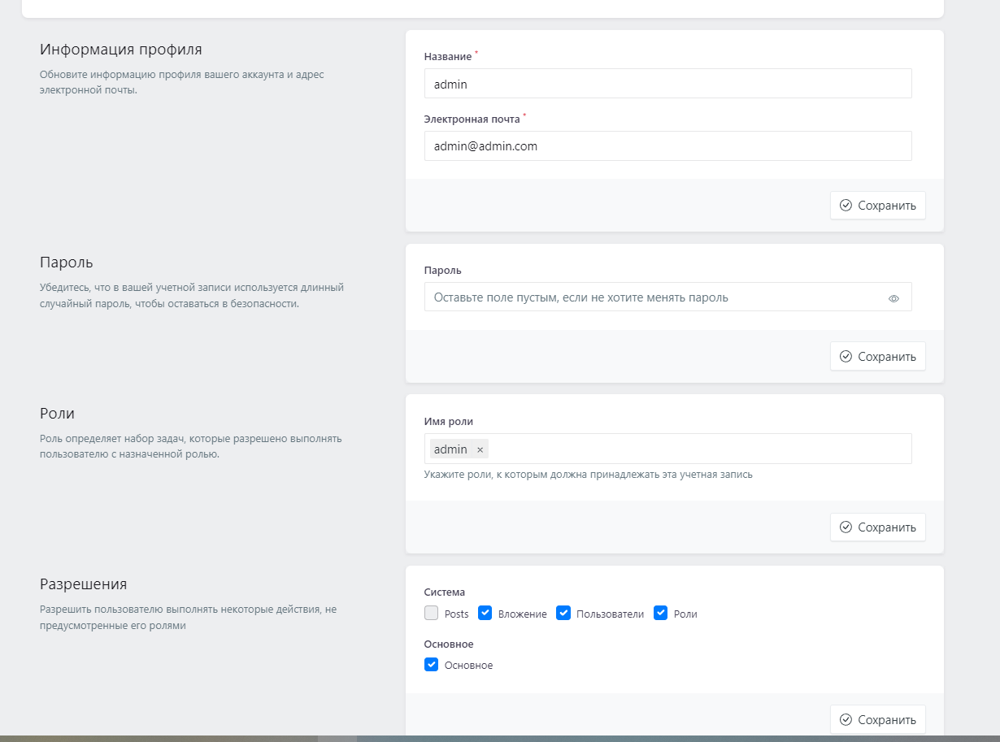 Информация профиля
Обновите информацию профиля вашего аккаунта и адрес
электронной почты.
Название *
admin
Электронная почта *
admin@admin.com
Сохранить
Пароль
Убедитесь, что в вашей учетной записи используется длинный
случайный пароль, чтобы оставаться в безопасности.
Пароль
Оставьте поле пустым, если не хотите менять пароль
Сохранить
Роли
Роль определяет набор задач, которые разрешено выполнять
пользователю с назначенной ролью.
Имя роли
admin ×
Укажите роли, к которым должна принадлежать эта учетная запись
Сохранить
Разрешения
Разрешить пользователю выполнять некоторые действия, не
предусмотренные его ролями
Система
Posts Вложение Пользователи Роли
Основное
Основное
Сохранить